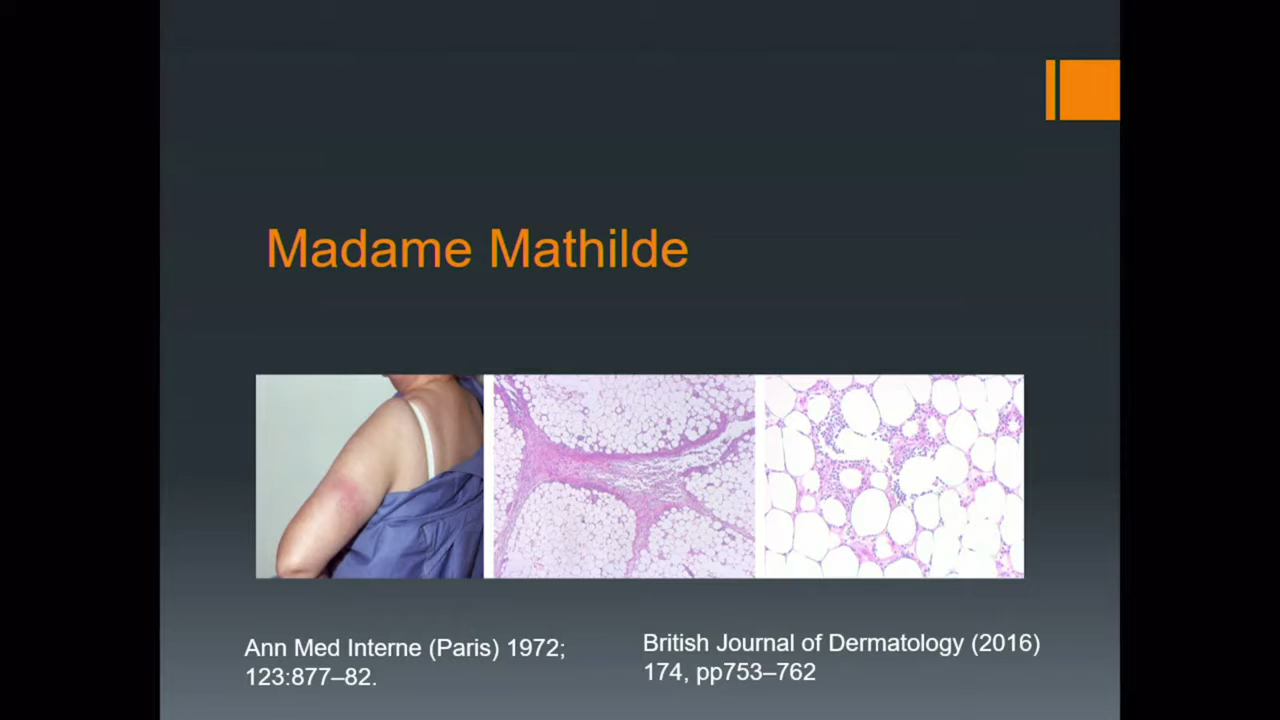 Madame Mathilde
Ann Med Interne (Paris) 1972;
123:877–82.
British Journal of Dermatology (2016)
174, pp753–762